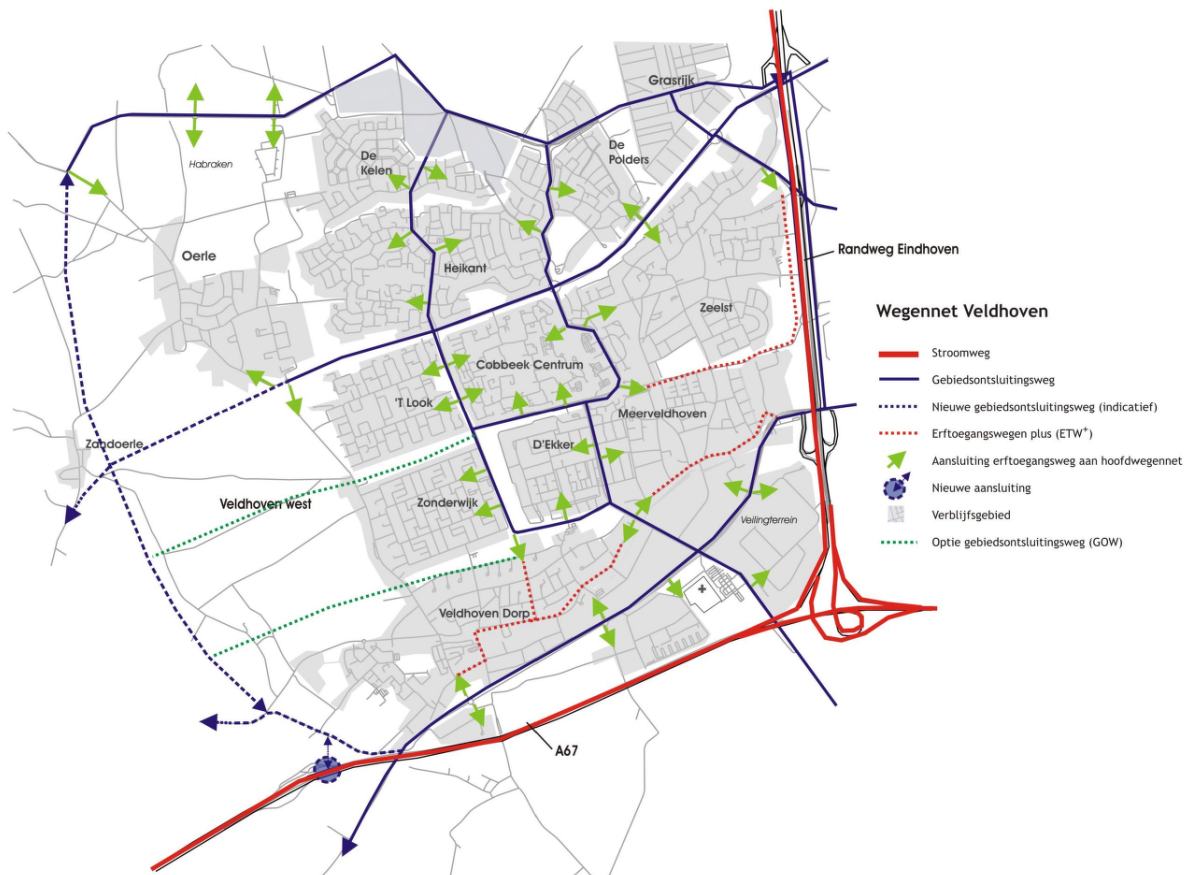 Grasrijk
De
Kelen
De
Polders
Habraken
Oerle
Heikant
Randweg Eindhoven
Zeelst
Wegennet Veldhoven
Stroomweg
Cobbeek Centrum
Gebiedsontsluitingsweg
'T Look
Meerveldhoven
Nieuwe gebiedsontsluitingsweg (indicatief)
Erftoegangswegen plus (ETW+)
Zandoerle
D'Ekker
Aansluiting erftoegangsweg aan hoofdwegennet
Nieuwe aansluiting
Veldhoven west
Zonderwijk
Veilingterrein
Verblijfsgebied
Optie gebiedsontsluitingsweg (GOW)
Veldhoven Dorp
A67